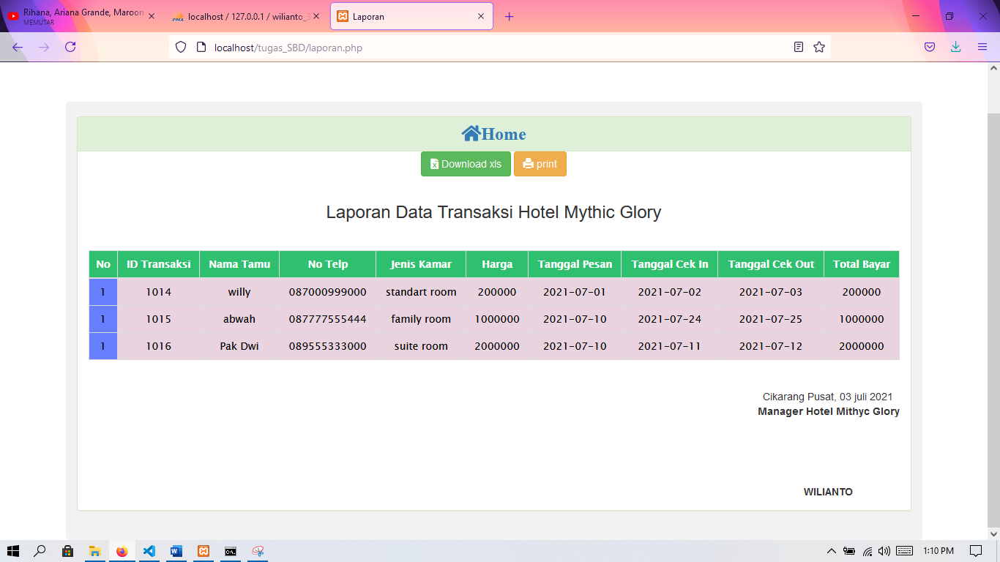 Rihana, Ariana Grande, Maroon
MEMUTAR
localhost / 127.0.0.1 / wilianto_3
Laporan
localhost/tugas_SBD/laporan.php
Home
Download xls print
Laporan Data Transaksi Hotel Mythic Glory
No ID Transaksi Nama Tamu No Telp Jenis Kamar Harga Tanggal Pesan Tanggal Cek In Tanggal Cek Out Total Bayar
1 1014 willy 087000999000 standart room 200000 2021-07-01 2021-07-02 2021-07-03 200000
1 1015 abwah 087777555444 family room 1000000 2021-07-10 2021-07-24 2021-07-25 1000000
1 1016 Pak Dwi 089555333000 suite room 2000000 2021-07-10 2021-07-11 2021-07-12 2000000
Cikarang Pusat, 03 juli 2021
Manager Hotel Mithyc Glory
WILIANTO
1:10 PM